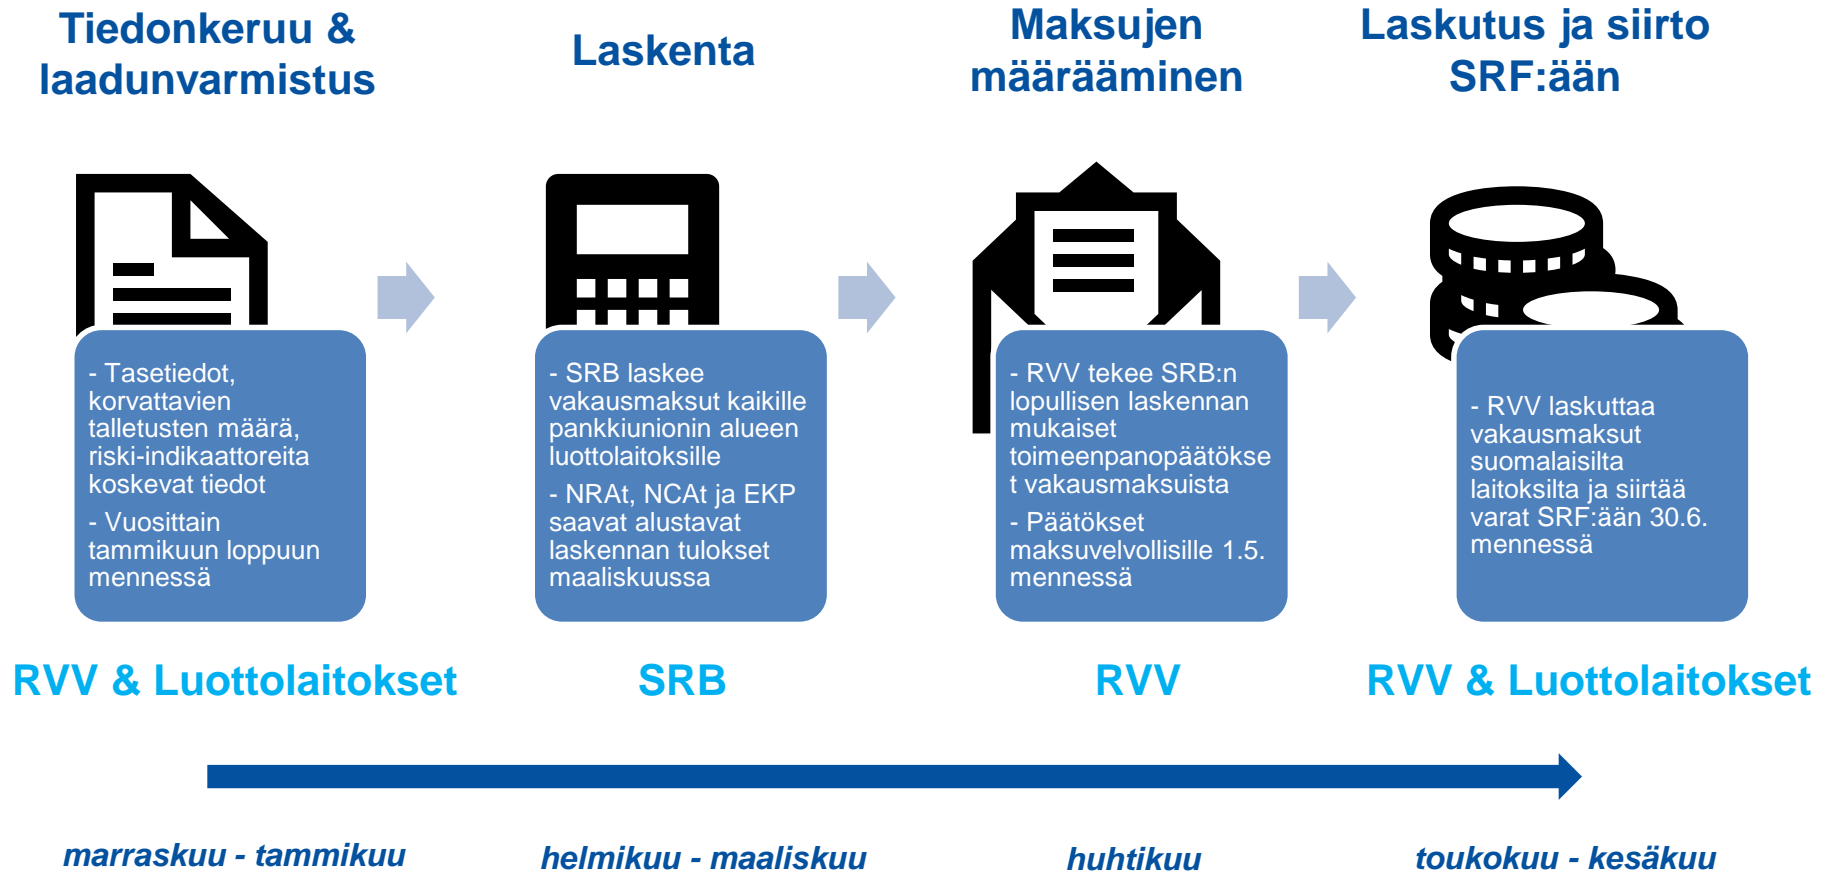 Tiedonkeruu &
laadunvarmistus
Laskenta
Maksujen
määrääminen
Laskutus ja siirto
SRF:ään
- Tasetiedot,
korvattavien
talletusten määrä,
riski-indikaattoreita
koskevat tiedot
- Vuosittain
tammikuun loppuun
mennessä
- SRB laskee
vakausmaksut kaikille
pankkiunionin alueen
luottolaitoksille
- NRAt, NCAt ja EKP
saavat alustavat
laskennan tulokset
maaliskuussa
- RVV tekee SRB:n
lopullisen laskennan
mukaiset
toimeenpanopäätökse
t vakausmaksuista
- Päätökset
maksuvelvollisille 1.5.
mennessä
- RVV laskuttaa
vakausmaksut
suomalaisilta
laitoksilta ja siirtää
varat SRF:ään 30.6.
mennessä
RVV & Luottolaitokset
SRB
RVV
RVV & Luottolaitokset
marraskuu - tammikuu
helmikuu - maaliskuu
huhtikuu
toukokuu - kesäkuu